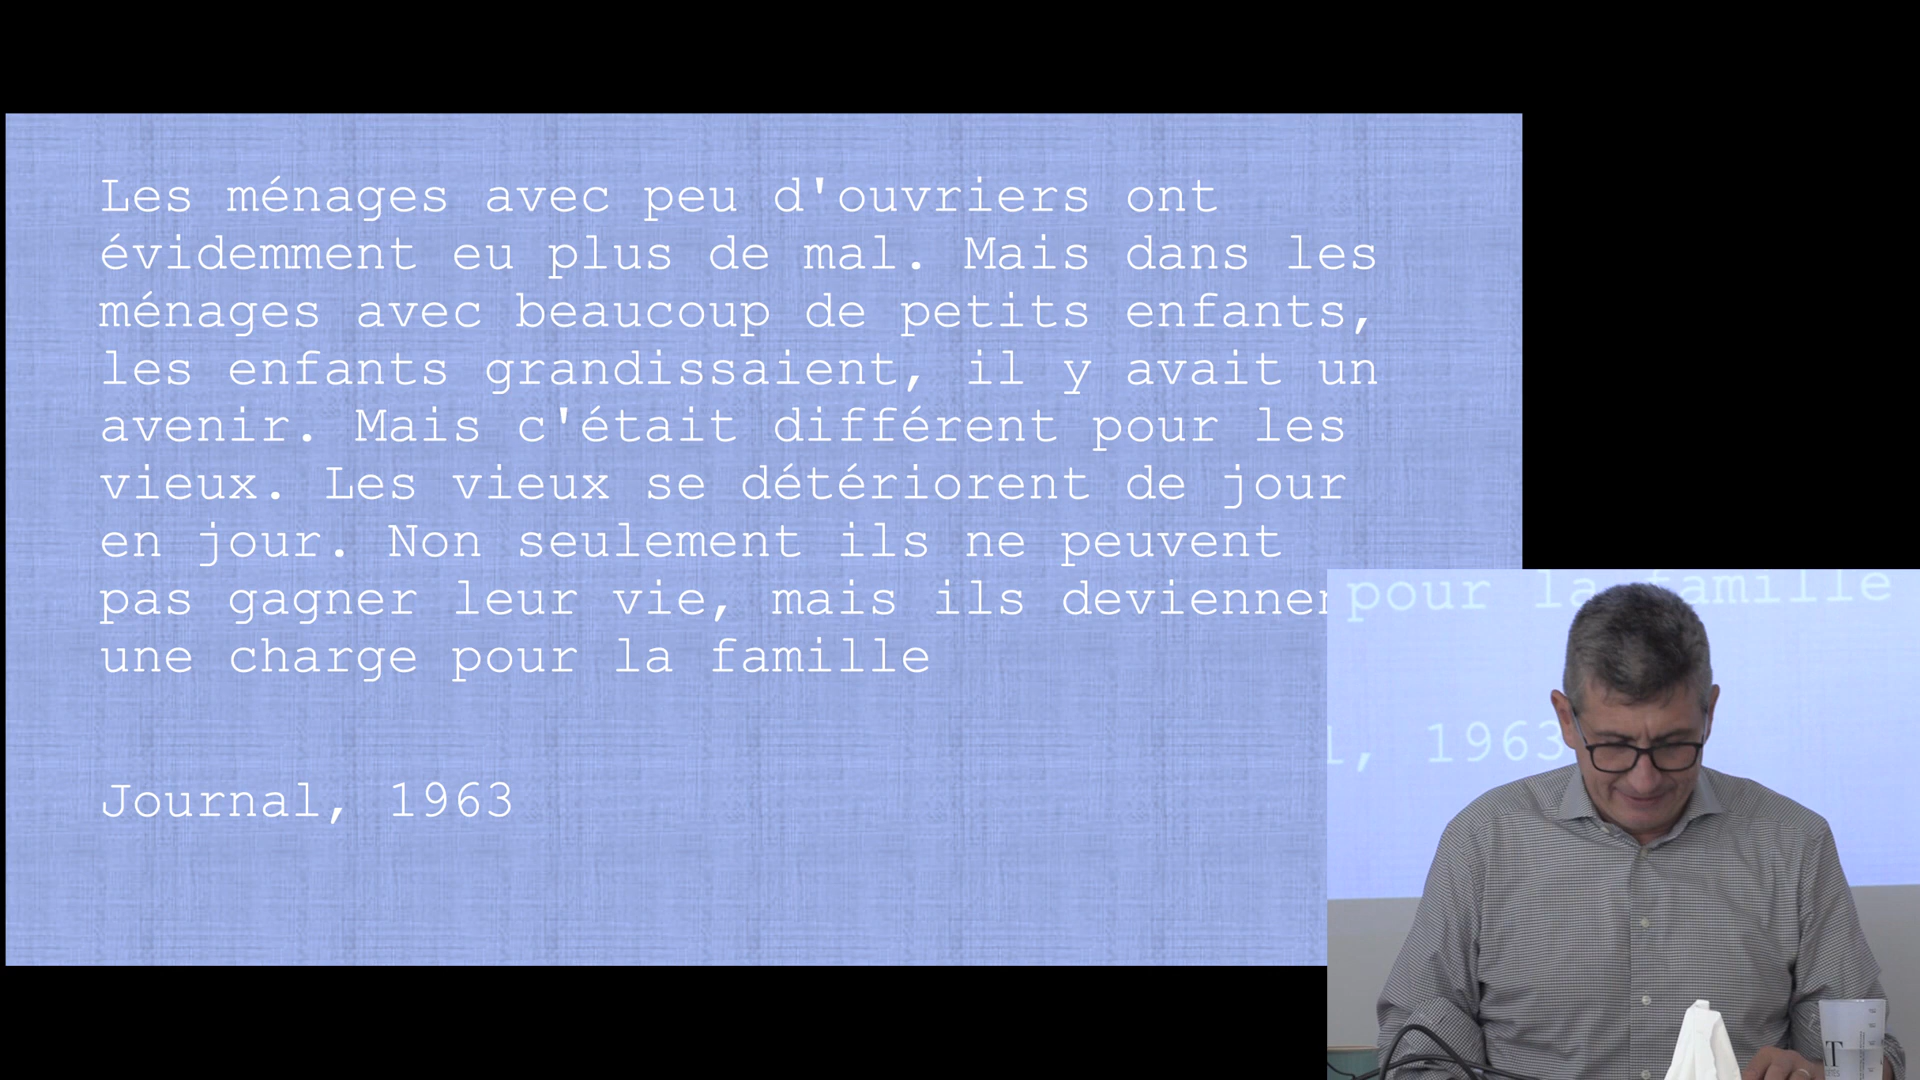 Les ménages avec peu d'ouvriers ont
évidemment eu plus de mal. Mais dans les
ménages avec beaucoup de petits enfants,
les enfants grandissaient, il y avait un
avenir. Mais c'était différent pour les
vieux. Les vieux se détériorent de jour
en jour. Non seulement ils ne peuvent
pas gagner leur vie, mais ils deviennen
une charge pour la famille
Journal, 1963
pour la famille
l, 1963
T